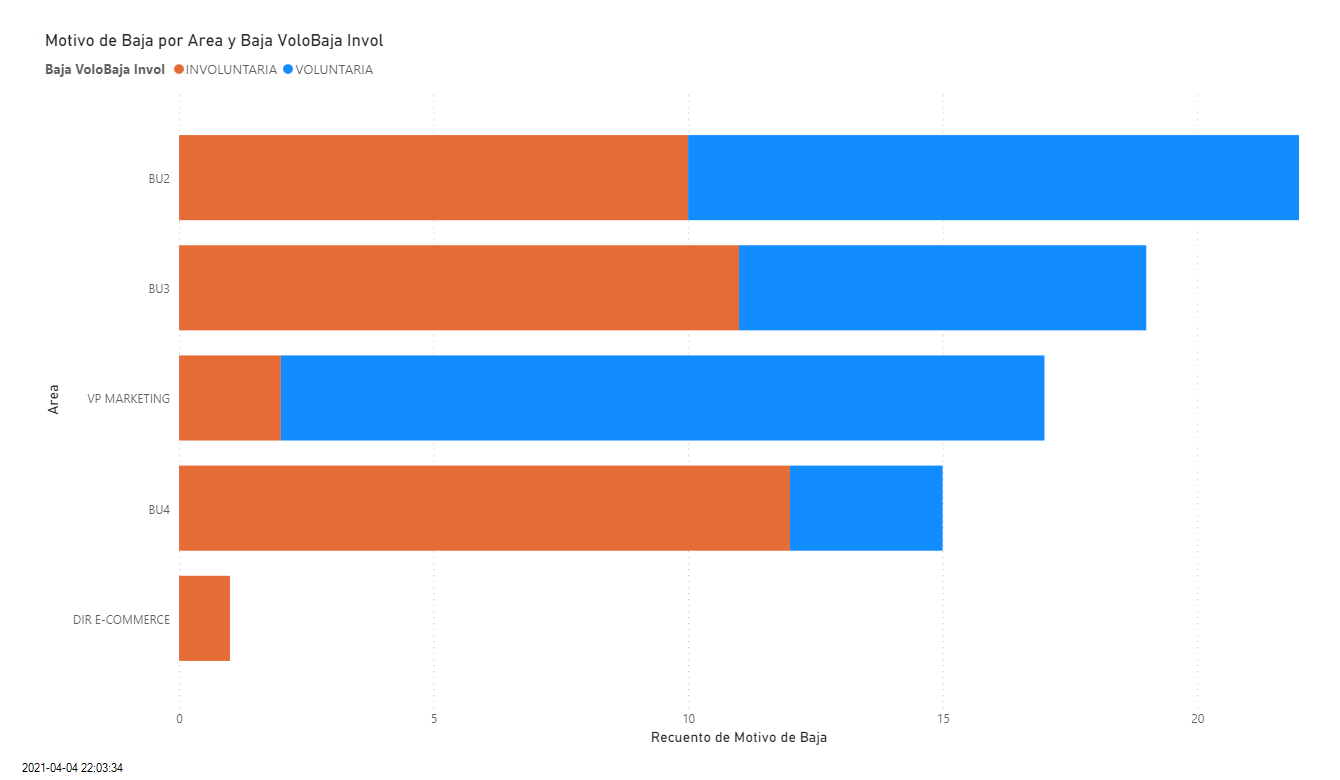 Motivo de Baja por Area y Baja VoloBaja Invol
Baja VoloBaja Invol INVOLUNTARIA VOLUNTARIA
BU2
BU3
VP MARKETING
BU4
DIR E-COMMERCE
Area
0 5 10 15 20
Recuento de Motivo de Baja
2021-04-04 22:03:34